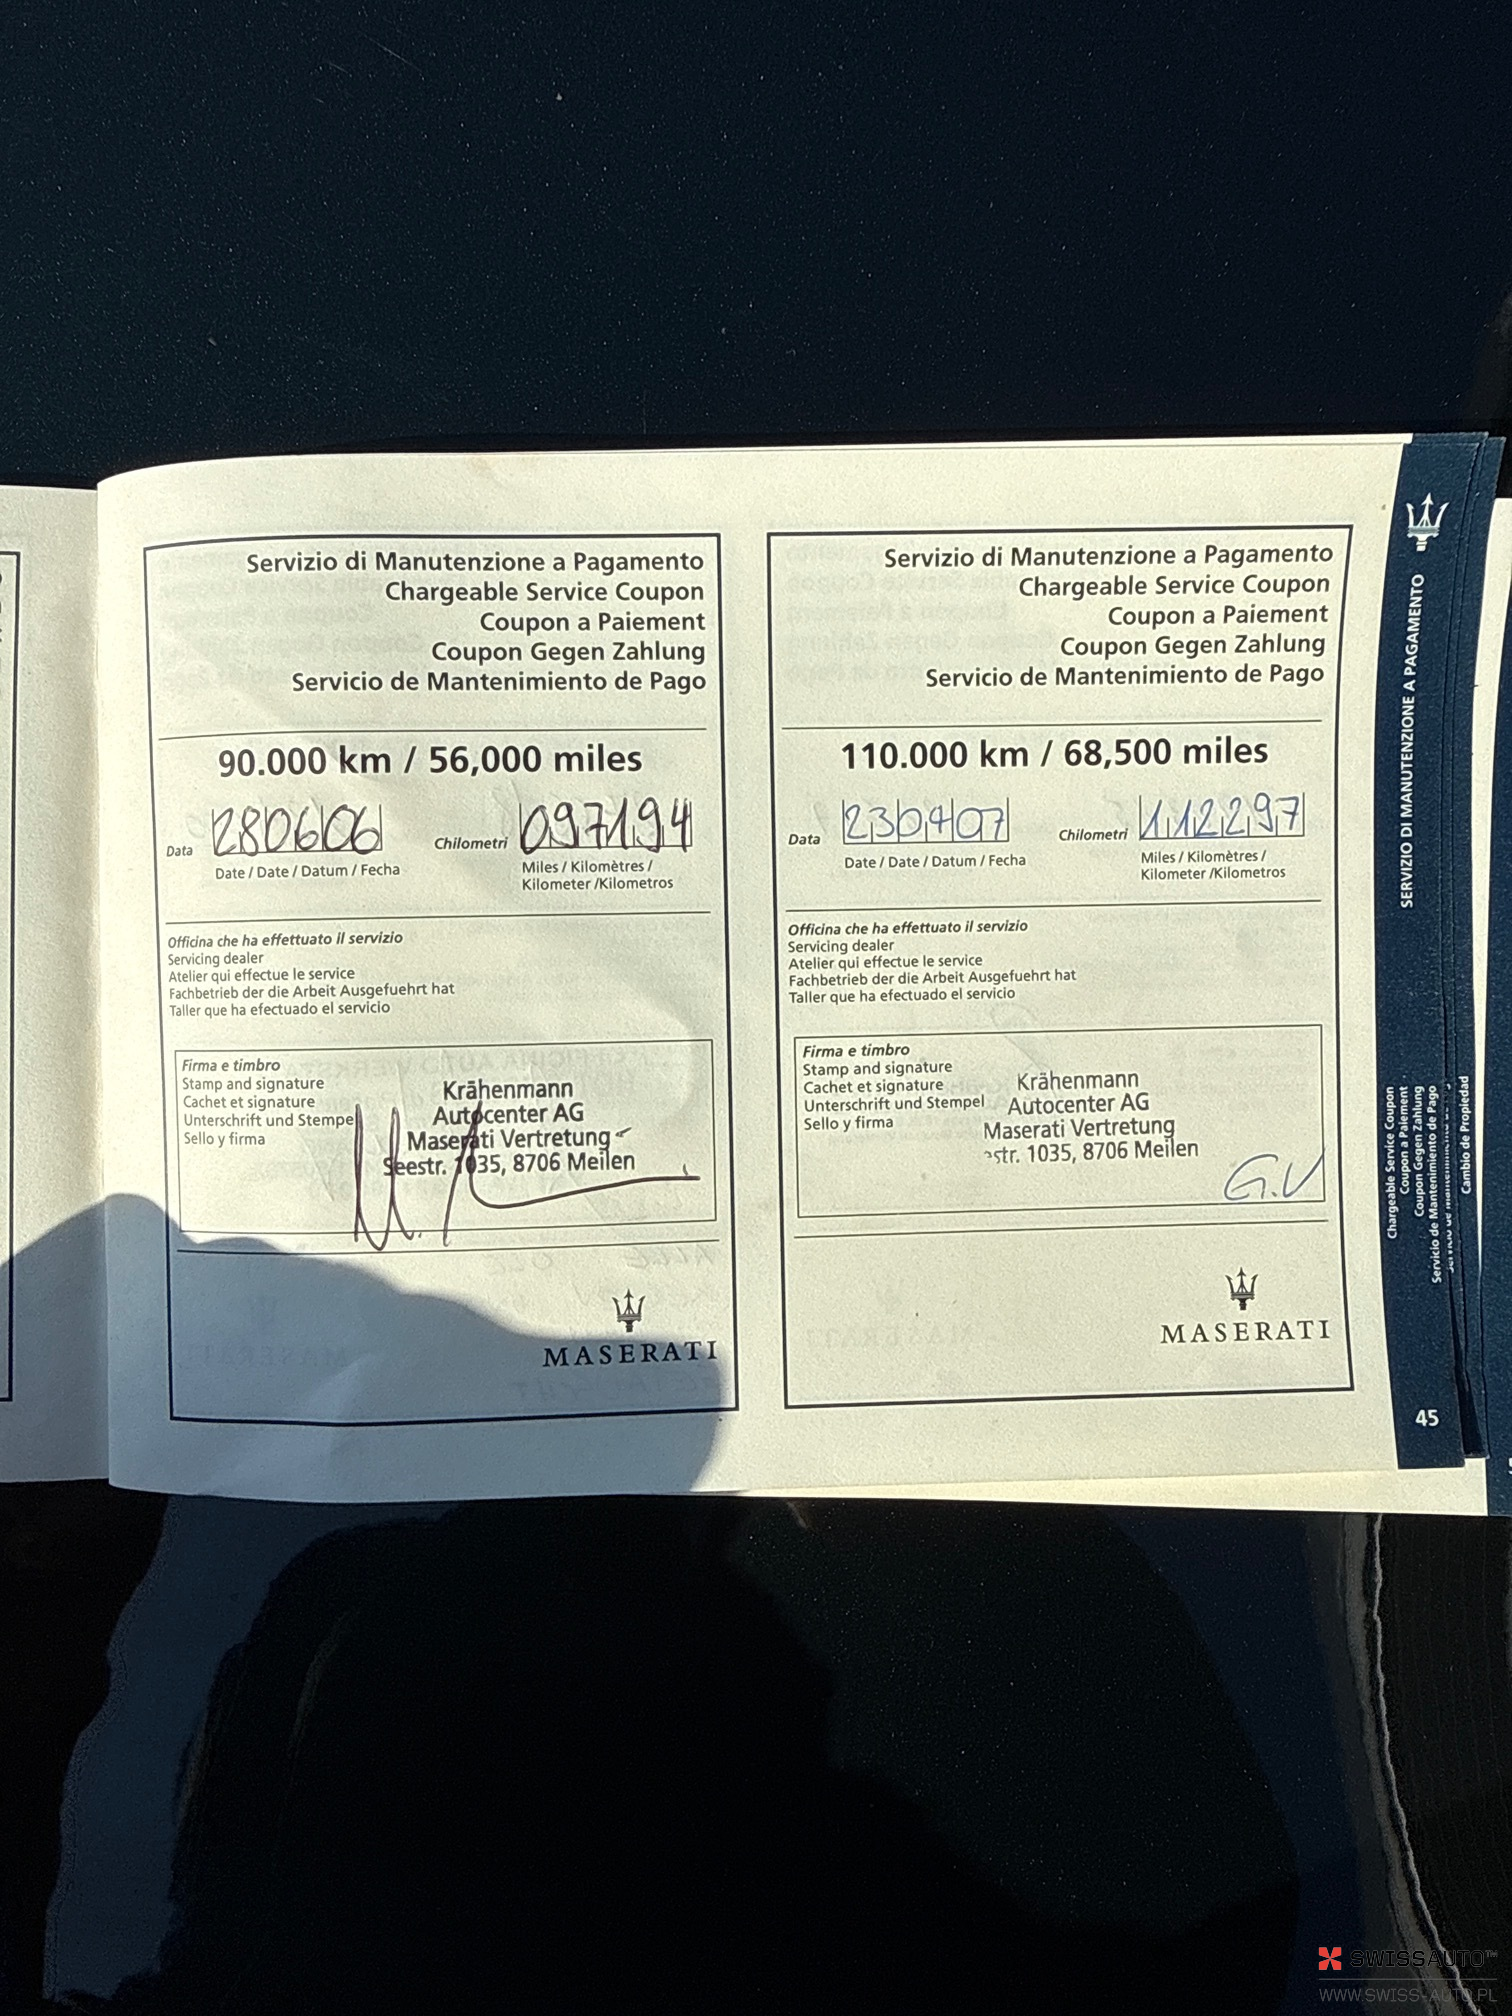 Servizio di Manutenzione a Pagamento
Chargeable Service Coupon
Coupon a Paiement
Coupon Gegen Zahlung
Servicio de Mantenimiento de Pago
90.000 km / 56,000 miles
Data 280606 Chilometri 097194
Date / Date / Datum / Fecha
Miles / Kilomètres /
Kilometer /Kilometros
Officina che ha effettuato il servizio
Servicing dealer
Atelier qui effectue le service
Fachbetrieb der die Arbeit Ausgefuehrt hat
Taller que ha efectuado el servicio
Firma e timbro
Stamp and signature
Cachet et signature
Unterschrift und Stempel
Sello y firma
Krähenmann
Autocenter AG
Maserati Vertretung
Seestr. 1035, 8706 Meilen
MASERATI
Servizio di Manutenzione a Pagamento
Chargeable Service Coupon
Coupon a Paiement
Coupon Gegen Zahlung
Servicio de Mantenimiento de Pago
110.000 km / 68,500 miles
Data 230407 Chilometri 112297
Date / Date / Datum / Fecha
Miles / Kilomètres /
Kilometer /Kilometros
Officina che ha effettuato il servizio
Servicing dealer
Atelier qui effectue le service
Fachbetrieb der die Arbeit Ausgefuehrt hat
Taller que ha efectuado el servicio
Firma e timbro
Stamp and signature
Cachet et signature
Unterschrift und Stempel
Sello y firma
Krähenmann
Autocenter AG
Maserati Vertretung
str. 1035, 8706 Meilen
G.V
MASERATI
SERVIZIO DI MANUTENZIONE A PAGAMENTO
Chargeable Service Coupon
Coupon a Paiement
Coupon Gegen Zahlung
Servicio de Mantenimiento de Pago
Cambio de Propiedad
45
SWISSAUTO™
WWW.SWISS-AUTO.PL